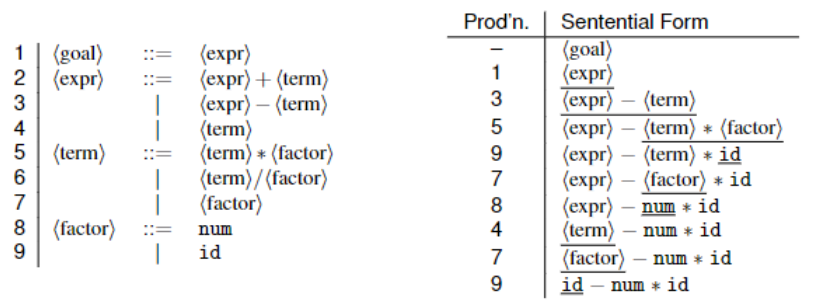 1 ⟨goal⟩ ::= ⟨expr⟩
2 ⟨expr⟩ ::= ⟨expr⟩ + ⟨term⟩
3 | ⟨expr⟩ − ⟨term⟩
4 | ⟨term⟩
5 ⟨term⟩ ::= ⟨term⟩ ∗ ⟨factor⟩
6 | ⟨term⟩/⟨factor⟩
7 | ⟨factor⟩
8 ⟨factor⟩ ::= num
9 | id
Prod'n. Sentential Form
– ⟨goal⟩
1 ⟨expr⟩
3 ⟨expr⟩ − ⟨term⟩
5 ⟨expr⟩ − ⟨term⟩ ∗ ⟨factor⟩
9 ⟨expr⟩ − ⟨term⟩ ∗ id
7 ⟨expr⟩ − ⟨factor⟩ ∗ id
8 ⟨expr⟩ − num ∗ id
4 ⟨term⟩ − num ∗ id
7 ⟨factor⟩ − num ∗ id
9 id − num ∗ id